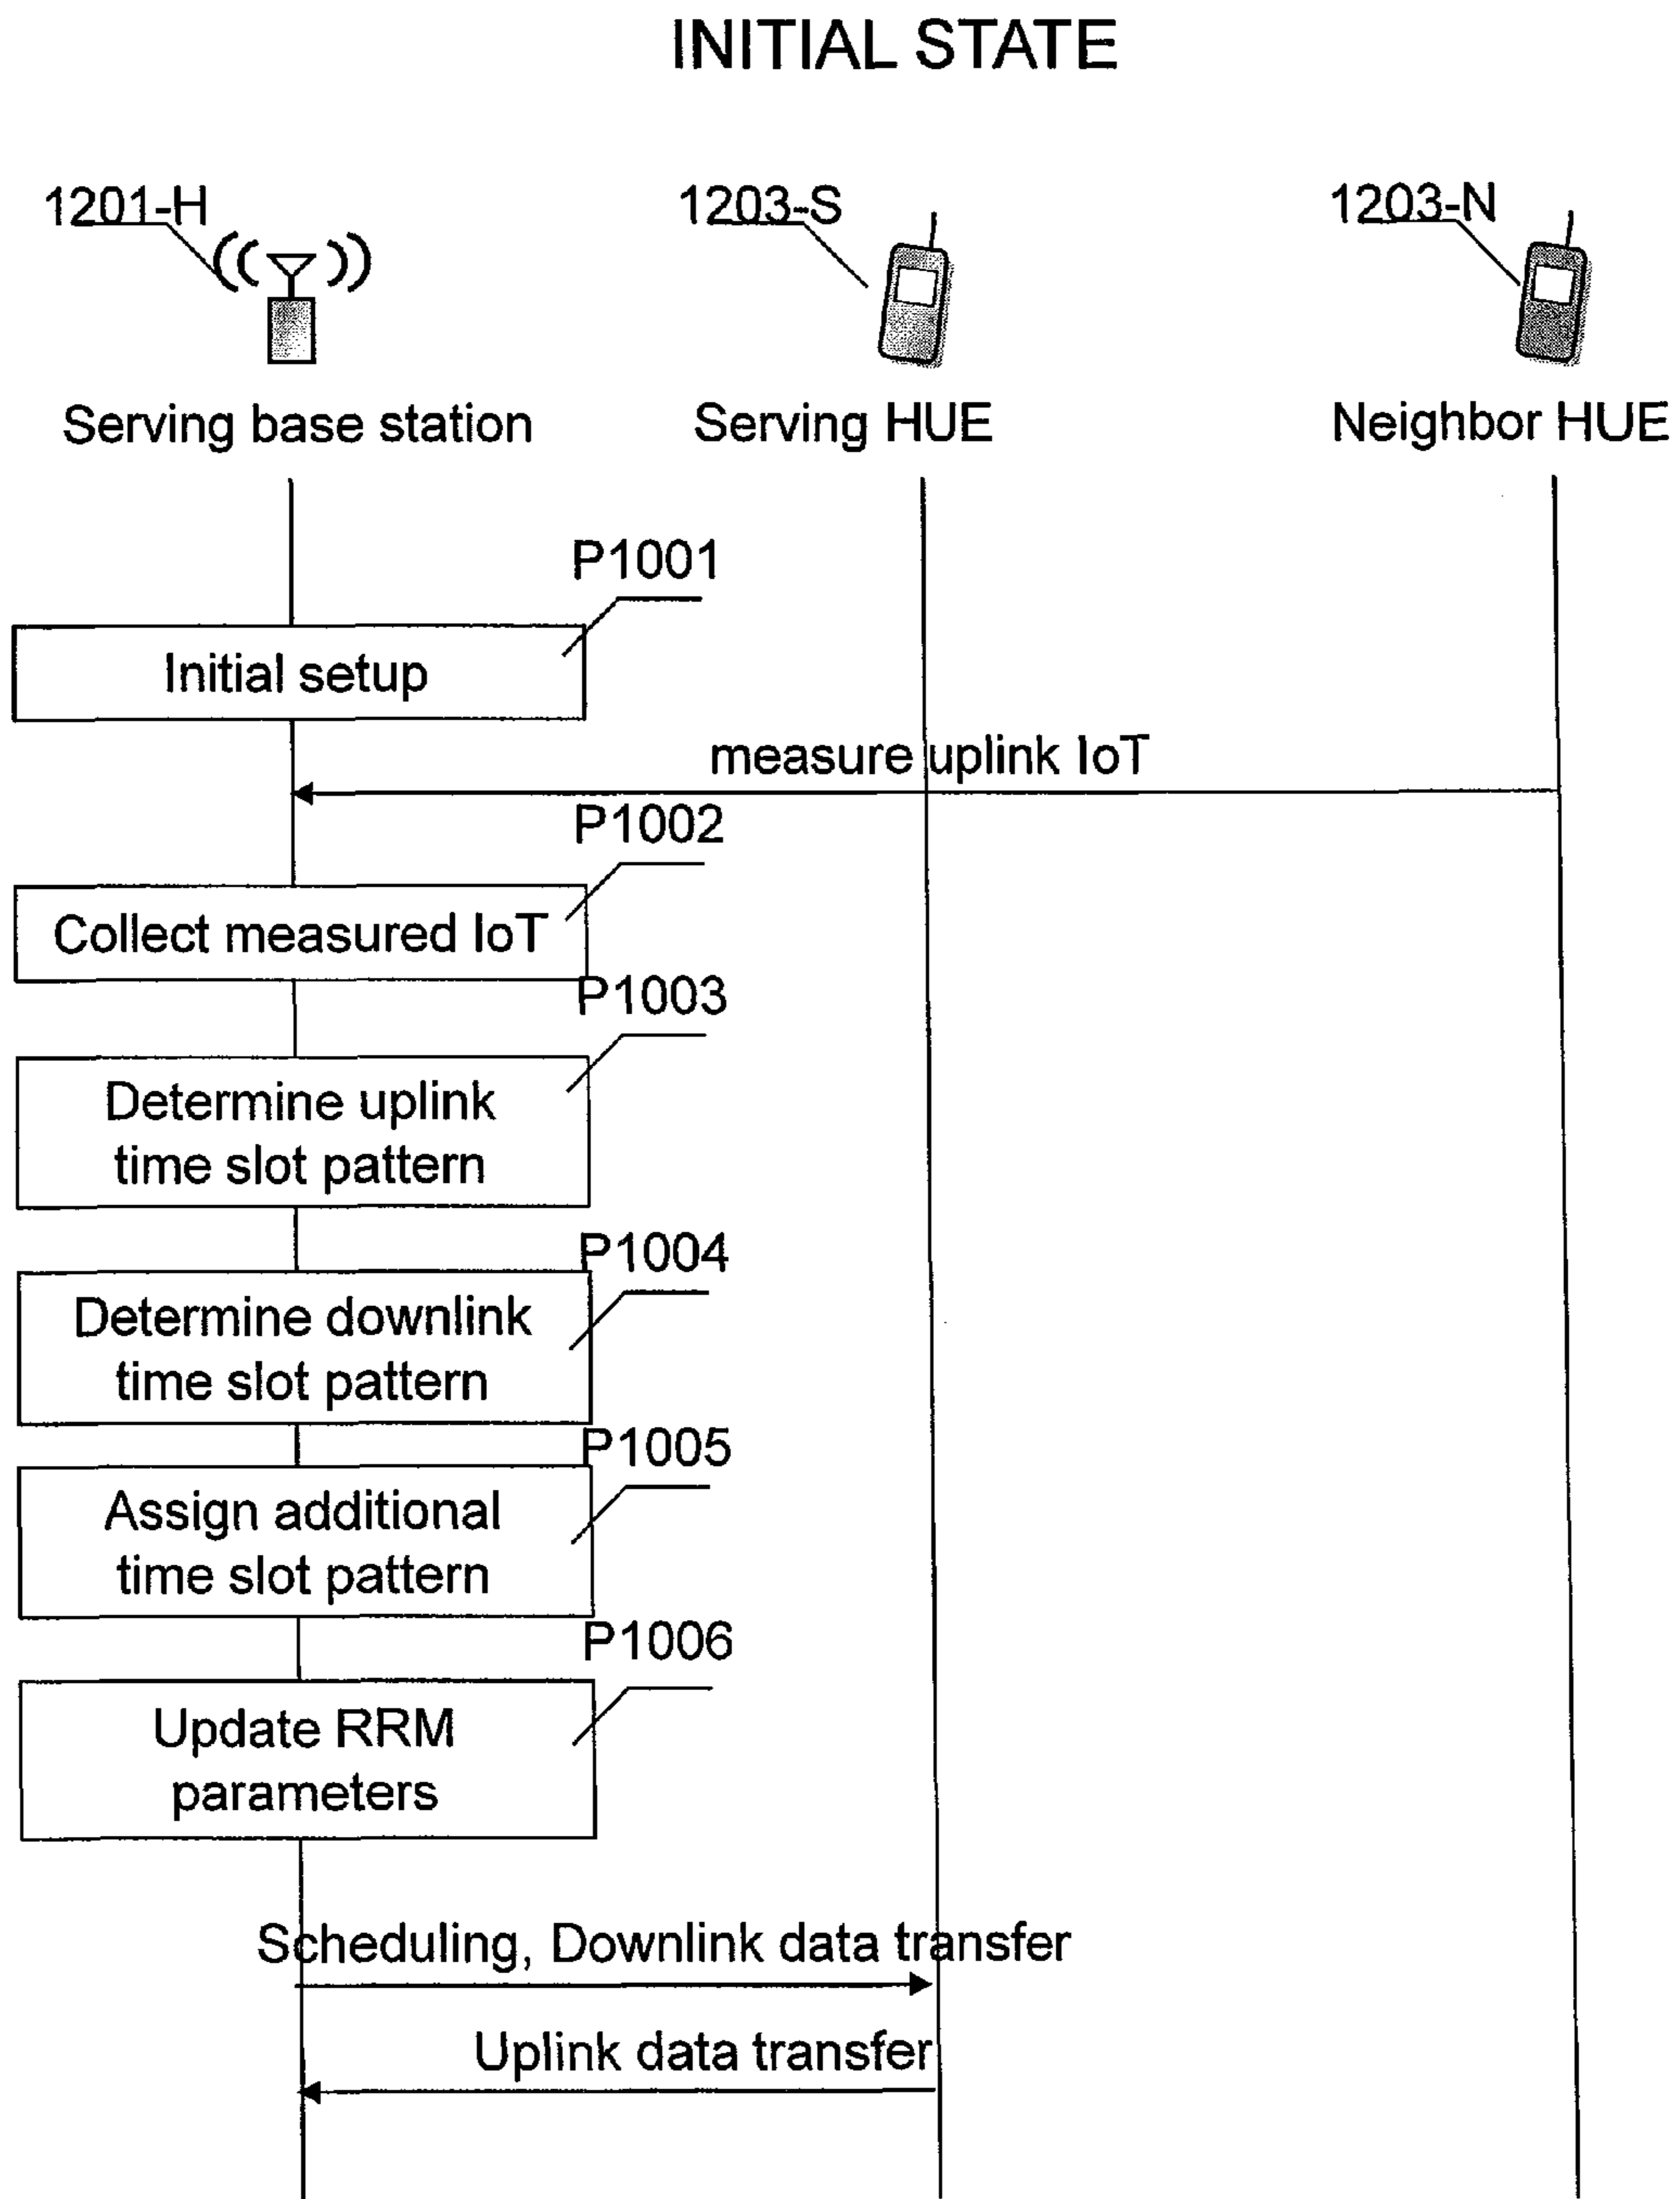 INITIAL STATE
1201-H
1203-S
1203-N
Serving base station
Serving HUE
Neighbor HUE
P1001
Initial setup
measure uplink IoT
P1002
Collect measured IoT
P1003
Determine uplink
time slot pattern
P1004
Determine downlink
time slot pattern
P1005
Assign additional
time slot pattern
P1006
Update RRM
parameters
Scheduling, Downlink data transfer
Uplink data transfer